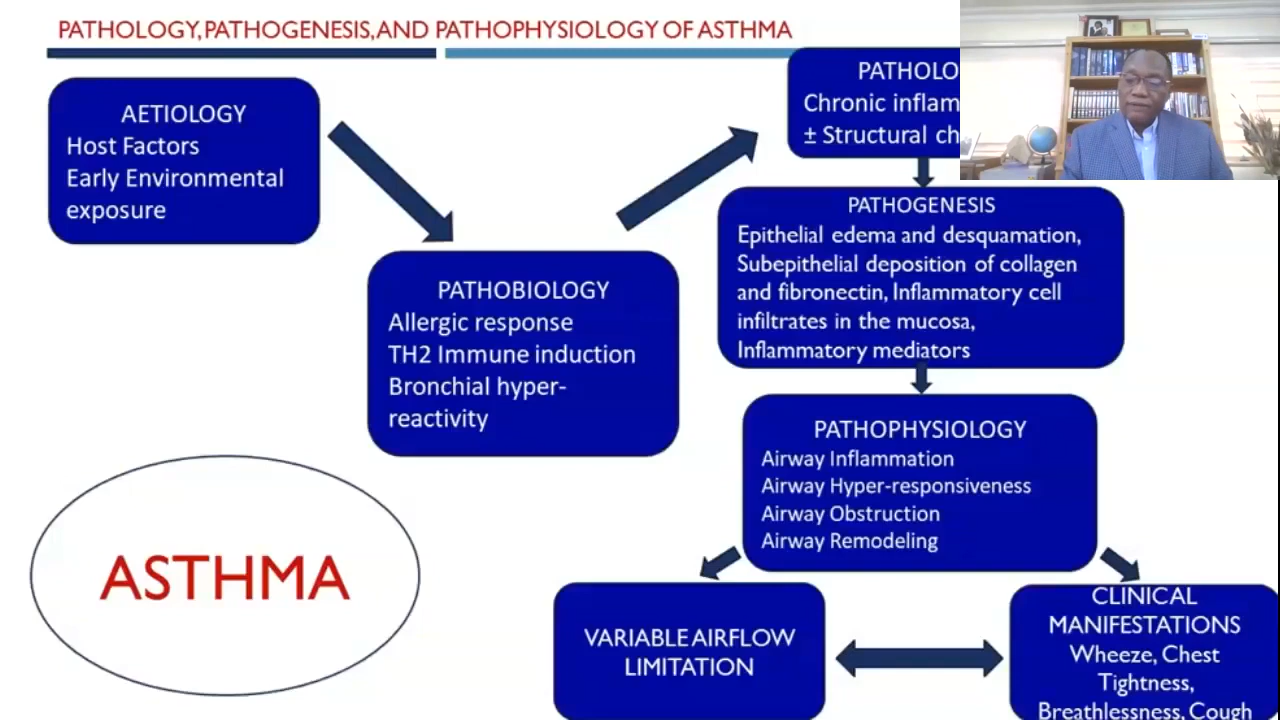 PATHOLOGY, PATHOGENESIS, AND PATHOPHYSIOLOGY OF ASTHMA
AETIOLOGY
Host Factors
Early Environmental
exposure
PATHOBIOLOGY
Allergic response
TH2 Immune induction
Bronchial hyper-
reactivity
PATHOLO
Chronic inflam
± Structural ch
PATHOGENESIS
Epithelial edema and desquamation,
Subepithelial deposition of collagen
and fibronectin, Inflammatory cell
infiltrates in the mucosa,
Inflammatory mediators
PATHOPHYSIOLOGY
Airway Inflammation
Airway Hyper-responsiveness
Airway Obstruction
Airway Remodeling
VARIABLE AIRFLOW
LIMITATION
CLINICAL
MANIFESTATIONS
Wheeze, Chest
Tightness,
Breathlessness, Cough
ASTHMA